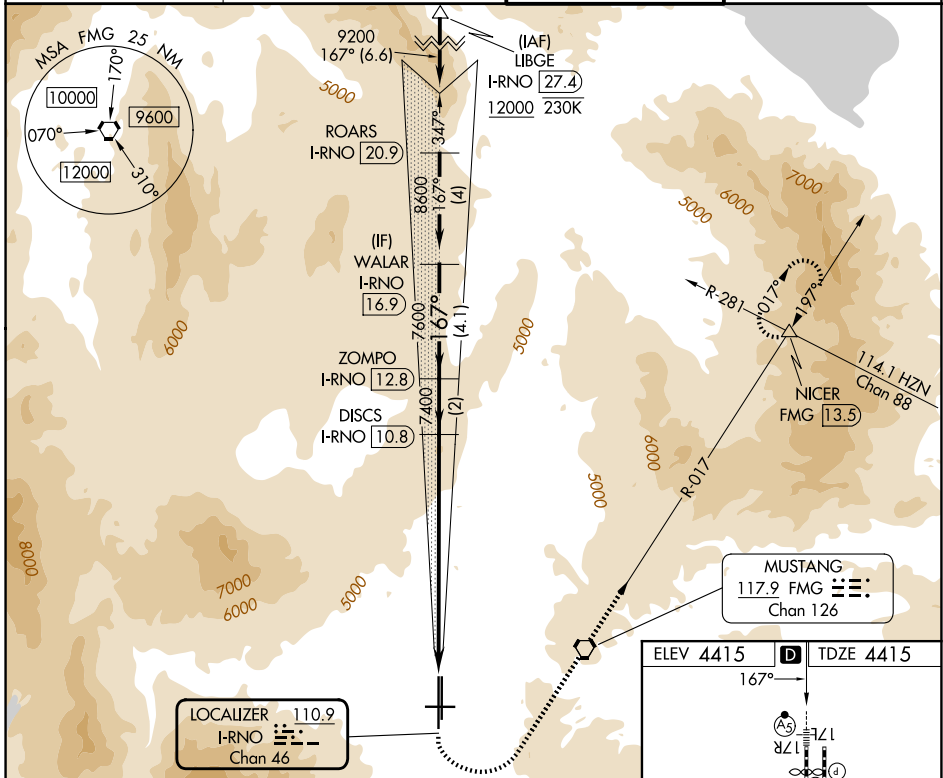 MSA FMG 25 NM
170°
10000
9600
070°
12000
310°
9200
167° (6.6)
(IAF)
LIBGE
I-RNO 27.4
12000 230K
5000
347°
ROARS
I-RNO 20.9
8600
167°
(4)
7000
6000
5000
(IF)
WALAR
I-RNO
16.9
7600
167°
(4.1)
6000
5000
R-281
017°
197°
114.1 HZN
Chan 88
NICER
FMG 13.5
ZOMPO
I-RNO 12.8
7400
(2)
DISCS
I-RNO 10.8
6000
5000
R-017
8000
7000
6000
5000
MUSTANG
117.9 FMG
Chan 126
LOCALIZER 110.9
I-RNO
Chan 46
ELEV 4415
D
TDZE 4415
167°
A5
17R
17L
P